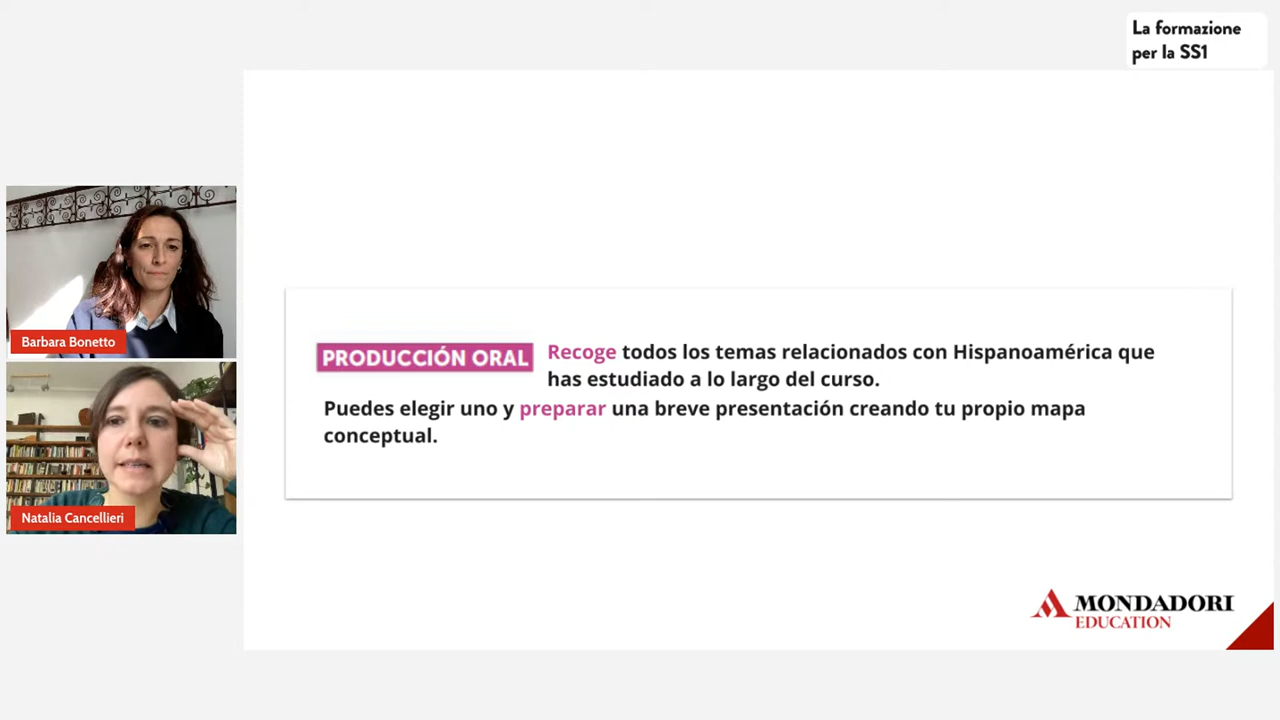 La formazione
per la SS1
Barbara Bonetto
Natalia Cancellieri
PRODUCCIÓN ORAL Recoge todos los temas relacionados con Hispanoamérica que
has estudiado a lo largo del curso.
Puedes elegir uno y preparar una breve presentación creando tu propio mapa
conceptual.
MONDADORI
EDUCATION